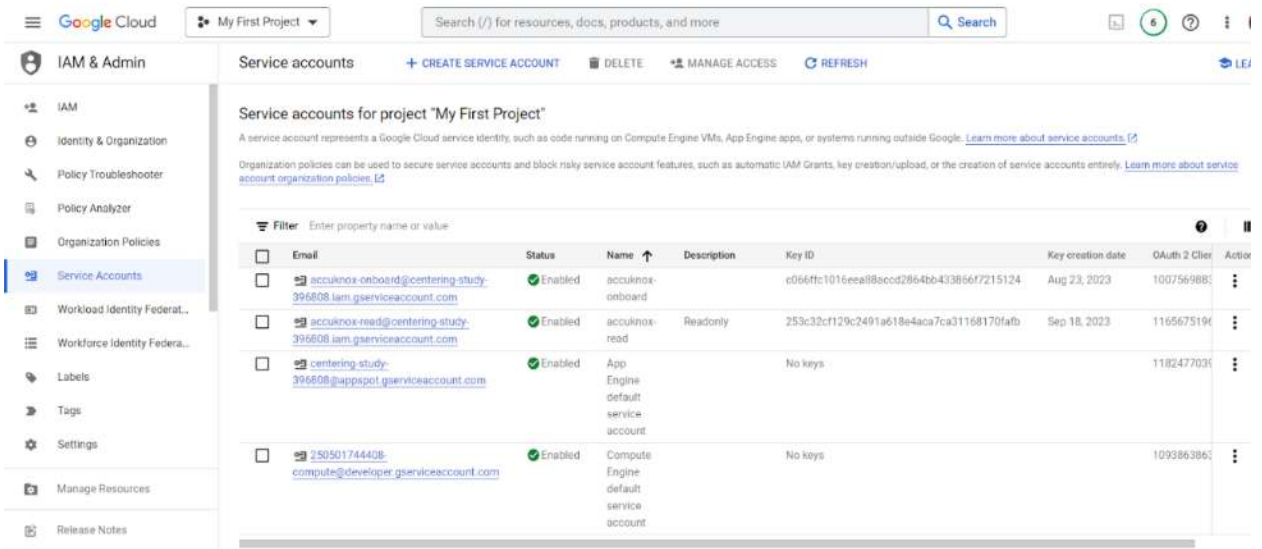 Google Cloud
My First Project
Search (/) for resources, docs, products, and more
Search
6
IAM & Admin
Service accounts
+ CREATE SERVICE ACCOUNT
DELETE
MANAGE ACCESS
REFRESH
LEA
IAM
Identity & Organization
Policy Troubleshooter
Policy Analyzer
Organization Policies
Service Accounts
Workload Identity Federat...
Workforce Identity Federa...
Labels
Tags
Settings
Manage Resources
Release Notes
Service accounts for project "My First Project"
A service account represents a Google Cloud service identity, such as code running on Compute Engine VMs, App Engine apps, or systems running outside Google. Learn more about service accounts.
Organization policies can be used to secure service accounts and block risky service account features, such as automatic IAM Grants, key creation/upload, or the creation of service accounts entirely. Learn more about service
account organization policies.
Filter Enter property name or value
Email Status Name Description Key ID Key creation date OAuth 2 Clien Action
accuknox-onboard@centering-study- Enabled accuknox- c066ffc1016eea88accd2864bb433866f7215124 Aug 23, 2023 1007569883
396808.iam.gserviceaccount.com onboard
accuknox-read@centering-study- Enabled accuknox- Readonly 253c32cf129c2491a618e4aca7ca31168170fafb Sep 18, 2023 116567519
396808.iam.gserviceaccount.com read
centering-study- Enabled App No keys 118247703
396808@appspot.gserviceaccount.com Engine
default
service
account
250501744408- Enabled Compute No keys 109386386
compute@developer.gserviceaccount.com Engine
default
service
account